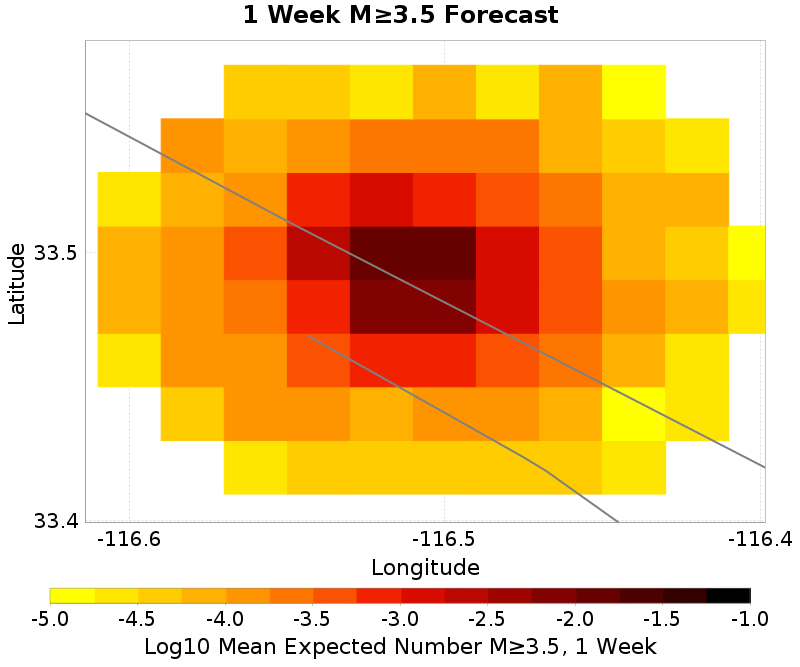 1 Week M≥3.5 Forecast
Latitude
33.5
33.4
-116.6 -116.5 -116.4
Longitude
-5.0 -4.5 -4.0 -3.5 -3.0 -2.5 -2.0 -1.5 -1.0
Log10 Mean Expected Number M≥3.5, 1 Week